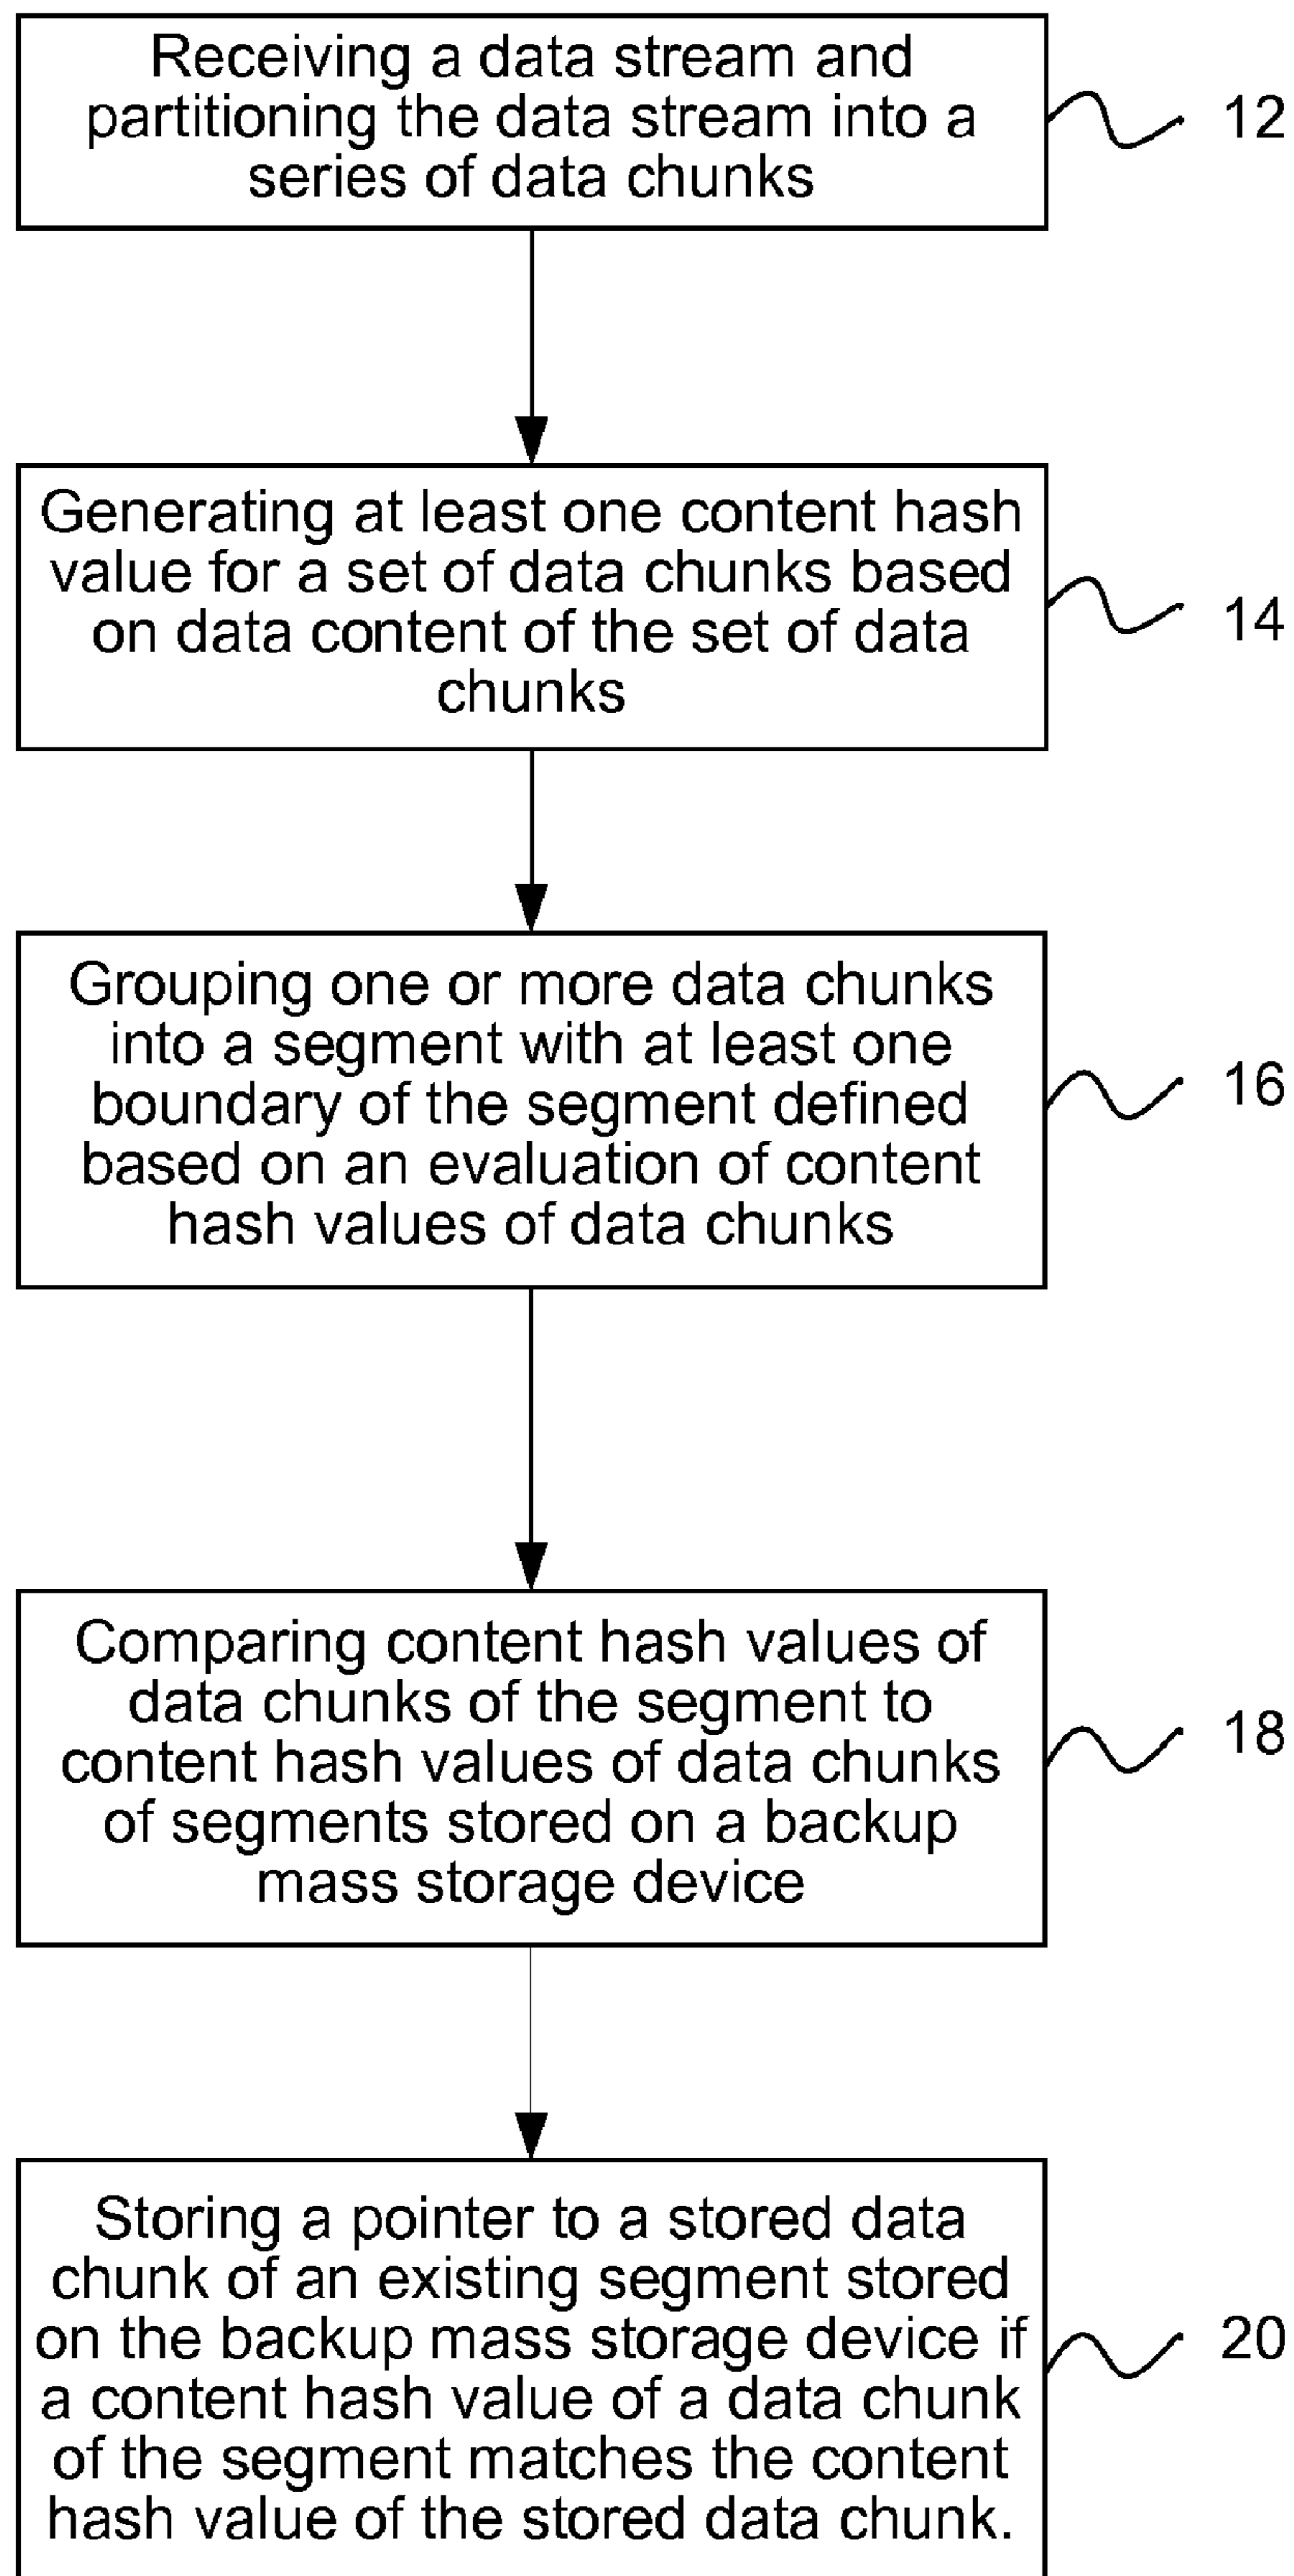 Receiving a data stream and
partitioning the data stream into a
series of data chunks
12
Generating at least one content hash
value for a set of data chunks based
on data content of the set of data
chunks
14
Grouping one or more data chunks
into a segment with at least one
boundary of the segment defined
based on an evaluation of content
hash values of data chunks
16
Comparing content hash values of
data chunks of the segment to
content hash values of data chunks
of segments stored on a backup
mass storage device
18
Storing a pointer to a stored data
chunk of an existing segment stored
on the backup mass storage device if
a content hash value of a data chunk
of the segment matches the content
hash value of the stored data chunk.
20